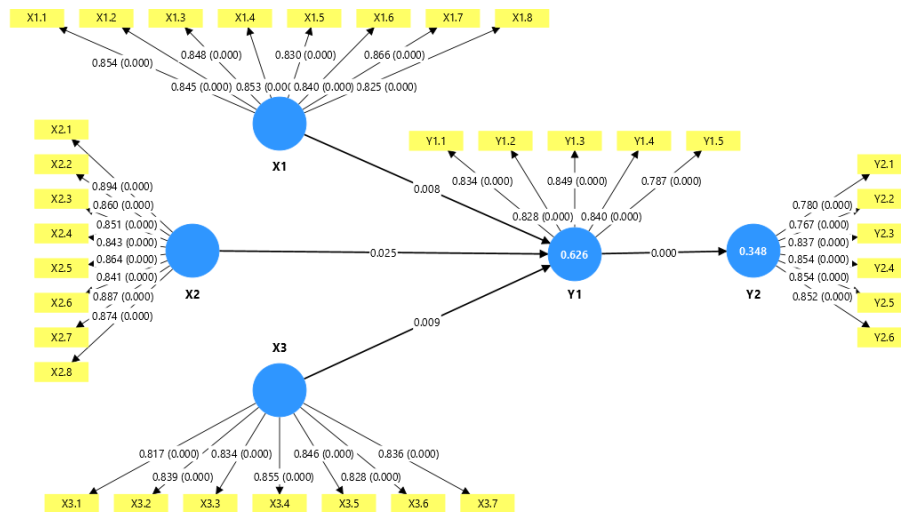 X1.1 X1.2 X1.3 X1.4 X1.5 X1.6 X1.7 X1.8
0.848 (0.000) 0.830 (0.000) 0.866 (0.000)
0.854 (0.000)
0.845 (0.000) 0.853 (0.000 0.840 (0.000) 0.825 (0.000)
X1
X2.1
X2.2
X2.3
X2.4
X2.5
X2.6
X2.7
X2.8
0.894 (0.000)
0.860 (0.000)
0.851 (0.000)
0.843 (0.000)
0.864 (0.000)
0.841 (0.000)
0.887 (0.000)
0.874 (0.000)
X2
0.008
0.025
0.009
Y1.1 Y1.2 Y1.3 Y1.4 Y1.5
0.834 (0.000) 0.849 (0.000) 0.787 (0.000)
0.828 (0.000) 0.840 (0.000)
0.626
Y1
0.000
0.348
Y2
0.780 (0.000)
0.767 (0.000)
0.837 (0.000)
0.854 (0.000)
0.854 (0.000)
0.852 (0.000)
Y2.1
Y2.2
Y2.3
Y2.4
Y2.5
Y2.6
X3
0.817 (0.000) 0.834 (0.000) 0.846 (0.000) 0.836 (0.000)
0.839 (0.000) 0.855 (0.000) 0.828 (0.000)
X3.1 X3.2 X3.3 X3.4 X3.5 X3.6 X3.7